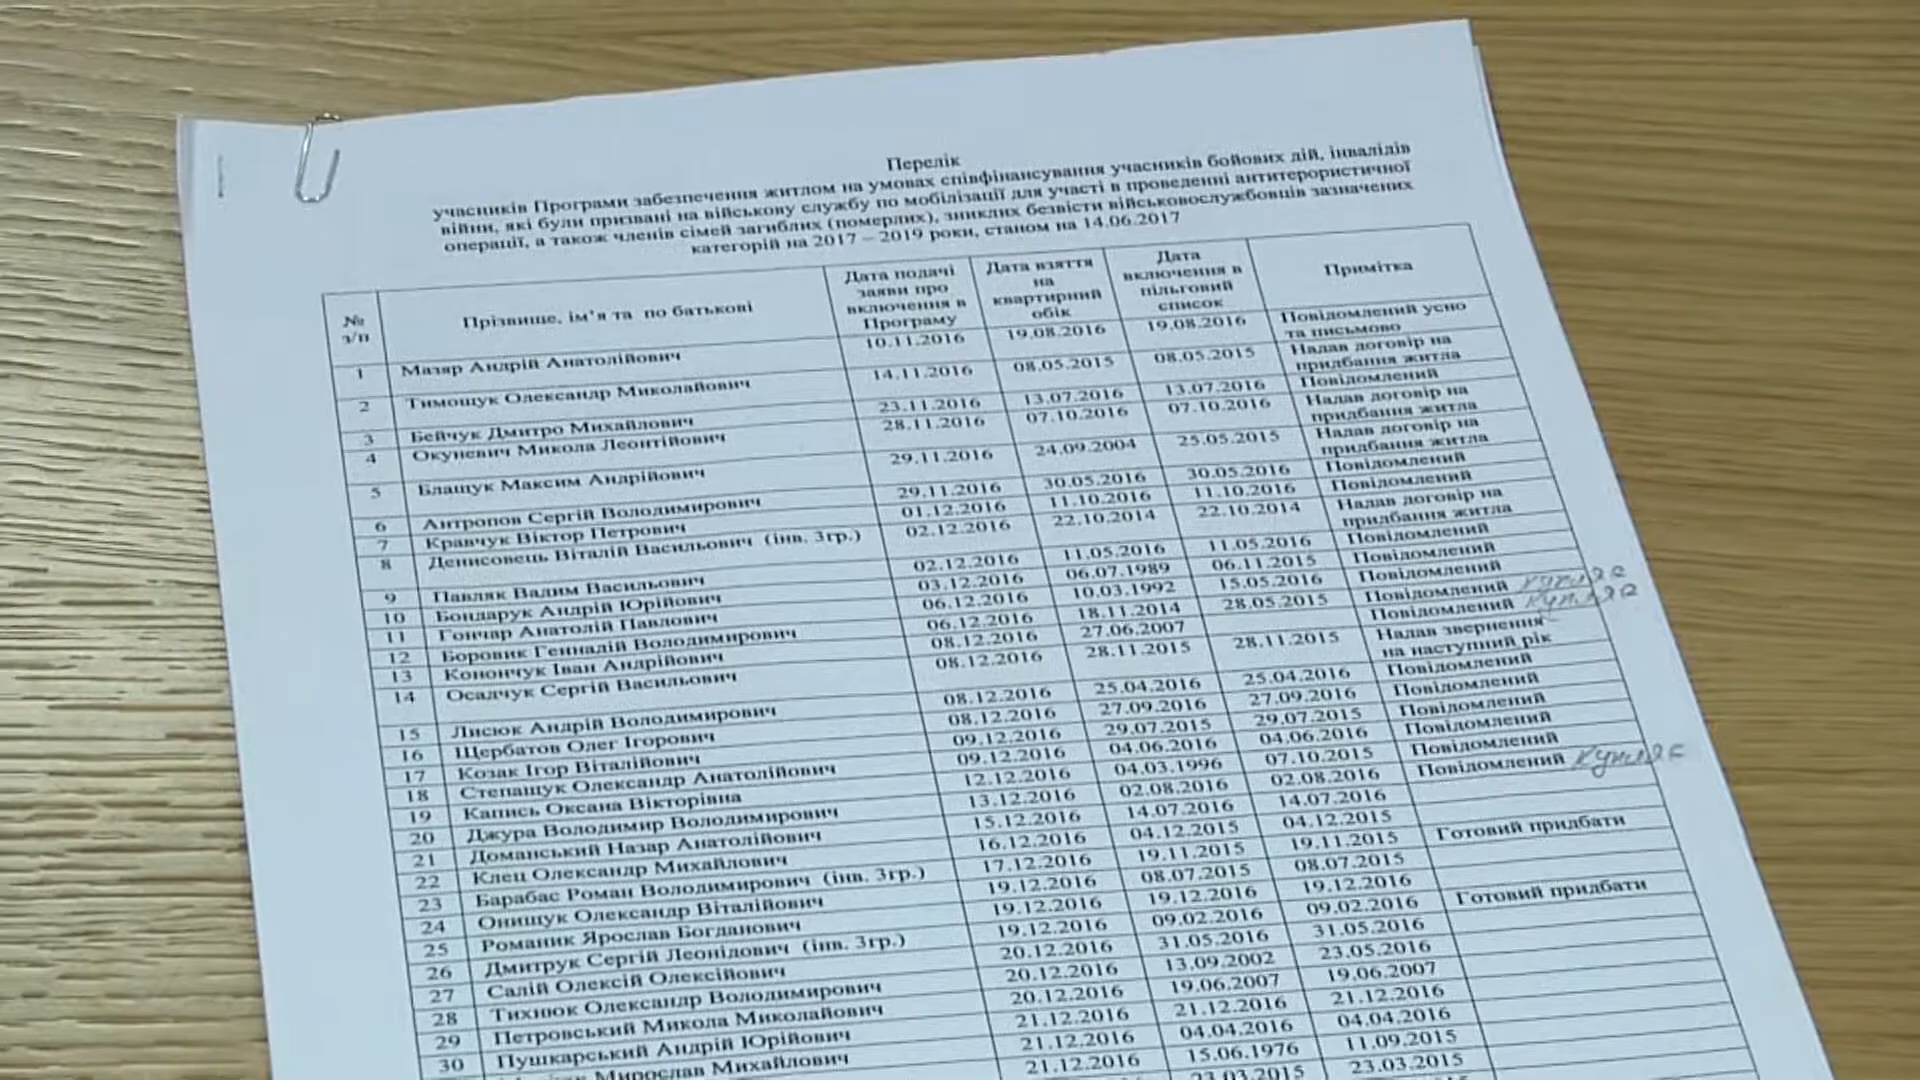 Перелік
учасників Програми забезпечення житлом на умовах співфінансування учасників бойових дій, інвалідів
війни, які були призвані на військову службу по мобілізації для участі в проведенні антитерористичної
операції, а також членів сімей загиблих (померлих), зниклих безвісти військовослужбовців зазначених
категорій на 2017 – 2019 роки, станом на 14.06.2017
№ з/п Прізвище, ім’я та по батькові Дата подачі заяви про включення в Програму Дата взяття на квартирний обік Дата включення в пільговий список Примітка
1 Мазяр Андрій Анатолійович 10.11.2016 19.08.2016 19.08.2016 Повідомлений усно та письмово
2 Тимощук Олександр Миколайович 14.11.2016 08.05.2015 08.05.2015 Надав договір на придбання житла
3 Бейчук Дмитро Михайлович 23.11.2016 13.07.2016 13.07.2016 Повідомлений
4 Окуневич Микола Леонтійович 28.11.2016 07.10.2016 07.10.2016 Надав договір на придбання житла
5 Блащук Максим Андрійович 29.11.2016 24.09.2004 25.05.2015 Надав договір на придбання житла
6 Антропов Сергій Володимирович 29.11.2016 30.05.2016 30.05.2016 Повідомлений
7 Кравчук Віктор Петрович 01.12.2016 11.10.2016 11.10.2016 Повідомлений
8 Денисовець Віталій Васильович (інв. 3гр.) 02.12.2016 22.10.2014 22.10.2014 Надав договір на придбання житла
9 Павляк Вадим Васильович 02.12.2016 11.05.2016 11.05.2016 Повідомлений
10 Бондарук Андрій Юрійович 03.12.2016 06.07.1989 06.11.2015 Повідомлений
11 Гончар Анатолій Павлович 06.12.2016 10.03.1992 15.05.2016 Повідомлений
12 Боровик Геннадій Володимирович 06.12.2016 18.11.2014 28.05.2015 Повідомлений купляє
13 Конончук Іван Андрійович 08.12.2016 27.06.2007 Повідомлений купляє
14 Осадчук Сергій Васильович 08.12.2016 28.11.2015 28.11.2015 Надав звернення на наступний рік
15 Лисюк Андрій Володимирович 08.12.2016 25.04.2016 25.04.2016 Повідомлений
16 Щербатов Олег Ігорович 08.12.2016 27.09.2016 27.09.2016 Повідомлений
17 Козак Ігор Віталійович 09.12.2016 29.07.2015 29.07.2015 Повідомлений
18 Степащук Олександр Анатолійович 09.12.2016 04.06.2016 04.06.2016 Повідомлений
19 Капись Оксана Вікторівна 12.12.2016 04.03.1996 07.10.2015 Повідомлений
20 Джура Володимир Володимирович 13.12.2016 02.08.2016 02.08.2016 Повідомлений купляє
21 Доманський Назар Анатолійович 15.12.2016 14.07.2016 14.07.2016
22 Клец Олександр Михайлович 16.12.2016 04.12.2015 04.12.2015
23 Барабас Роман Володимирович (інв. 3гр.) 17.12.2016 19.11.2015 19.11.2015 Готовий придбати
24 Онищук Олександр Віталійович 19.12.2016 08.07.2015 08.07.2015
25 Романик Ярослав Богданович 19.12.2016 19.12.2016 19.12.2016
26 Дмитрук Сергій Леонідович (інв. 3гр.) 19.12.2016 09.02.2016 09.02.2016 Готовий придбати
27 Салій Олексій Олексійович 20.12.2016 31.05.2016 31.05.2016
28 Тихнюк Олександр Володимирович 20.12.2016 13.09.2002 23.05.2016
29 Петровський Микола Миколайович 20.12.2016 19.06.2007 19.06.2007
30 Пушкарський Андрій Юрійович 21.12.2016 21.12.2016 21.12.2016
Мирослав Михайлович 21.12.2016 04.04.2016 04.04.2016
21.12.2016 15.06.1976 11.09.2015
23.03.2015 23.03.2015